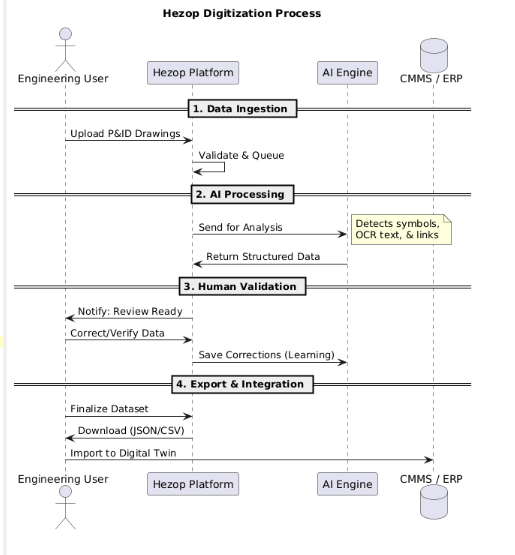 Hezop Digitization Process
Engineering User
Hezop Platform
AI Engine
CMMS / ERP
1. Data Ingestion
Upload P&ID Drawings
Validate & Queue
2. AI Processing
Send for Analysis
Detects symbols,
OCR text, & links
Return Structured Data
3. Human Validation
Notify: Review Ready
Correct/Verify Data
Save Corrections (Learning)
4. Export & Integration
Finalize Dataset
Download (JSON/CSV)
Import to Digital Twin
Engineering User
Hezop Platform
AI Engine
CMMS / ERP